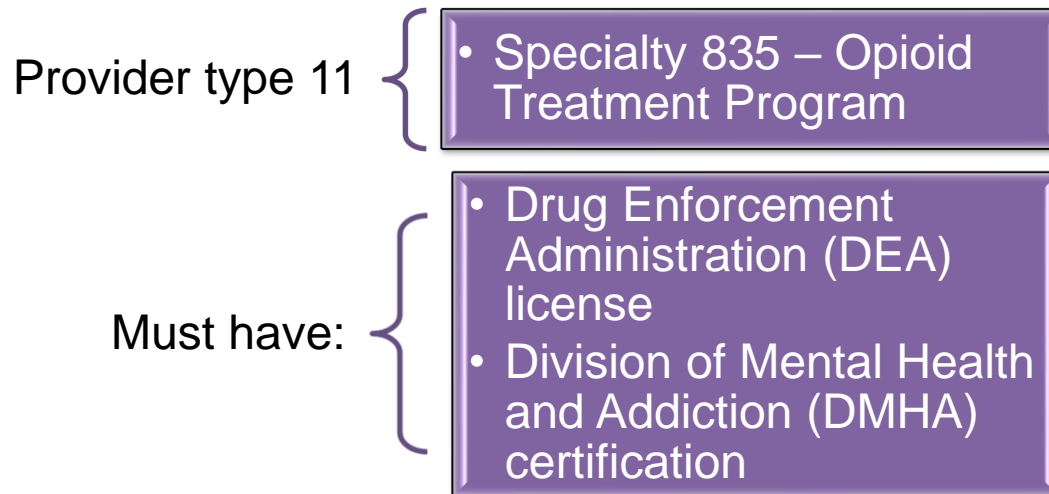 Provider type 11
• Specialty 835 – Opioid
Treatment Program
Must have:
• Drug Enforcement
Administration (DEA)
license
• Division of Mental Health
and Addiction (DMHA)
certification